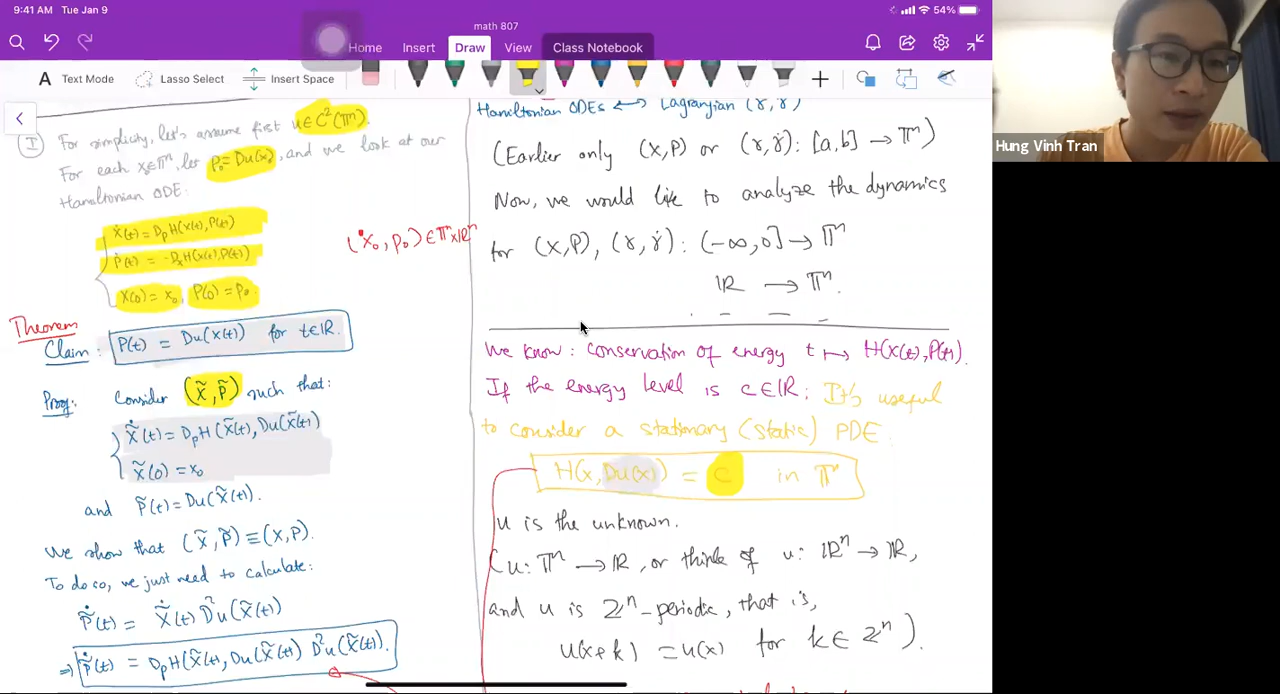 9:41 AM Tue Jan 9
54%
math 807
Home Insert Draw View Class Notebook
Text Mode Lasso Select Insert Space
I For simplicity, let's assume first u∈C²(𝕋ⁿ).
For each x₀∈𝕋ⁿ, let p₀=Du(x₀), and we look at our
Hamiltonian ODE:
Ẋ(t)=DₚH(X(t),P(t))
Ṗ(t)=-DₓH(X(t),P(t))
X(0)=x₀, P(0)=p₀.
(x₀,p₀)∈𝕋ⁿ×ℝⁿ
Theorem
Claim: P(t) = Du(X(t)) for t∈ℝ.
Proof: Consider (X̃,P̃) such that:
X̃̇(t)=DₚH(X̃(t),Du(X̃(t))
X̃(0)=x₀
and P̃(t)=Du(X̃(t)).
We show that (X̃,P̃)≡(X,P).
To do so, we just need to calculate:
P̃̇(t) = X̃̇(t) D²u(X̃(t))
⇒ P̃̇(t) = DₚH(X̃(t),Du(X̃(t)) D²u(X̃(t)).
Hamiltonian ODEs ↔ Lagrangian (γ,γ̇)
(Earlier only (X,P) or (γ,γ̇): [a,b] → 𝕋ⁿ)
Now, we would like to analyze the dynamics
for (X,P), (γ,γ̇): (-∞,0] → 𝕋ⁿ
ℝ → 𝕋ⁿ.
We know: Conservation of energy t ↦ H(X(t),P(t)).
If the energy level is c∈ℝ: It's useful
to consider a stationary (static) PDE:
H(x,Du(x)) = c in 𝕋ⁿ
u is the unknown.
(u: 𝕋ⁿ → ℝ, or think of u: ℝⁿ → ℝ,
and u is ℤⁿ-periodic, that is,
u(x+k) = u(x) for k∈ℤⁿ).
Hung Vinh Tran